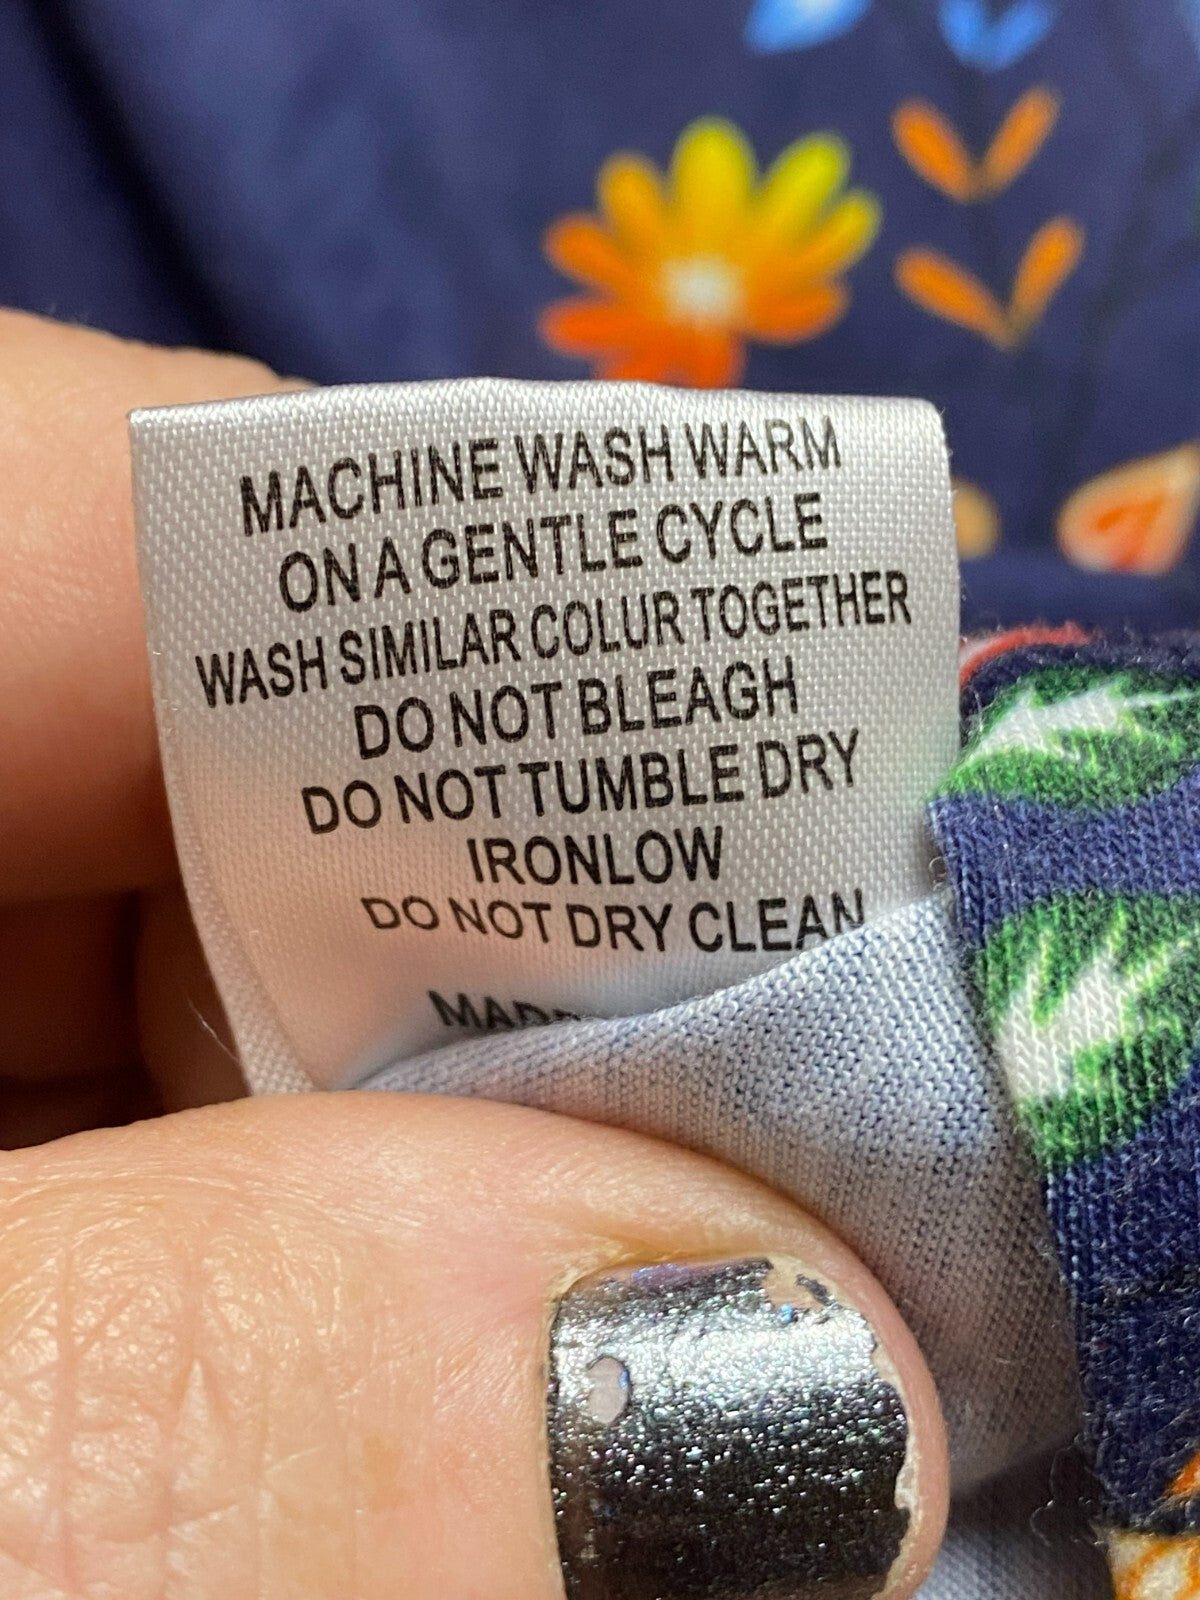 MACHINE WASH WARM
ON A GENTLE CYCLE
WASH SIMILAR COLUR TOGETHER
DO NOT BLEAGH
DO NOT TUMBLE DRY
IRONLOW
DO NOT DRY CLEAN